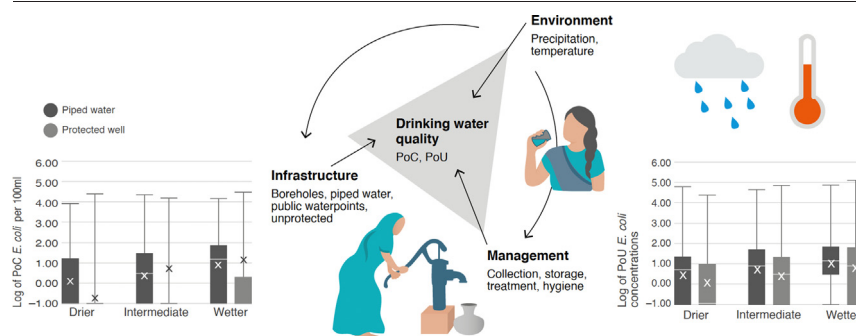 Environment
Precipitation,
temperature
Piped water
Protected well
Drinking water
quality
PoC, PoU
Infrastructure
Boreholes, piped water,
public waterpoints,
unprotected
Management
Collection, storage,
treatment, hygiene
Log of PoC E. coli per 100ml
6.00
5.00
4.00
3.00
2.00
1.00
0.00
−1.00
Drier Intermediate Wetter
Log of PoU E. coli
concentrations
6.00
5.00
4.00
3.00
2.00
1.00
0.00
−1.00
Drier Intermediate Wetter